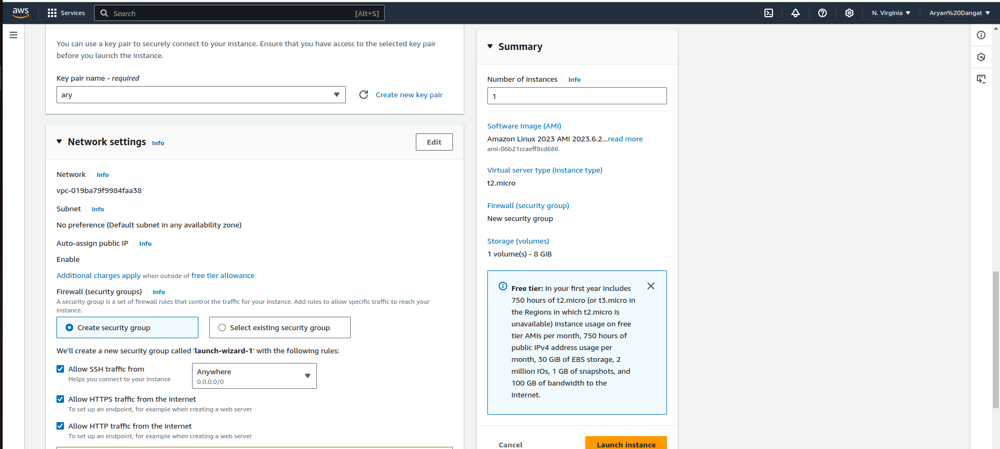 aws
Services
Search
[Alt+S]
N. Virginia
Aryan%20Dangat
You can use a key pair to securely connect to your instance. Ensure that you have access to the selected key pair
before you launch the instance.
Key pair name - required
ary
Create new key pair
Network settings Info
Edit
Network Info
vpc-019ba79f9984faa38
Subnet Info
No preference (Default subnet in any availability zone)
Auto-assign public IP Info
Enable
Additional charges apply when outside of free tier allowance
Firewall (security groups) Info
A security group is a set of firewall rules that control the traffic for your instance. Add rules to allow specific traffic to reach your
instance.
Create security group
Select existing security group
We'll create a new security group called 'launch-wizard-1' with the following rules:
Allow SSH traffic from
Helps you connect to your instance
Anywhere
0.0.0.0/0
Allow HTTPS traffic from the internet
To set up an endpoint, for example when creating a web server
Allow HTTP traffic from the internet
To set up an endpoint, for example when creating a web server
Summary
Number of instances Info
1
Software Image (AMI)
Amazon Linux 2023 AMI 2023.6.2...read more
ami-06b21ccaeff8cd686
Virtual server type (instance type)
t2.micro
Firewall (security group)
New security group
Storage (volumes)
1 volume(s) - 8 GiB
Free tier: In your first year includes
750 hours of t2.micro (or t3.micro in
the Regions in which t2.micro is
unavailable) instance usage on free
tier AMIs per month, 750 hours of
public IPv4 address usage per
month, 30 GiB of EBS storage, 2
million IOs, 1 GB of snapshots, and
100 GB of bandwidth to the
internet.
Cancel
Launch instance